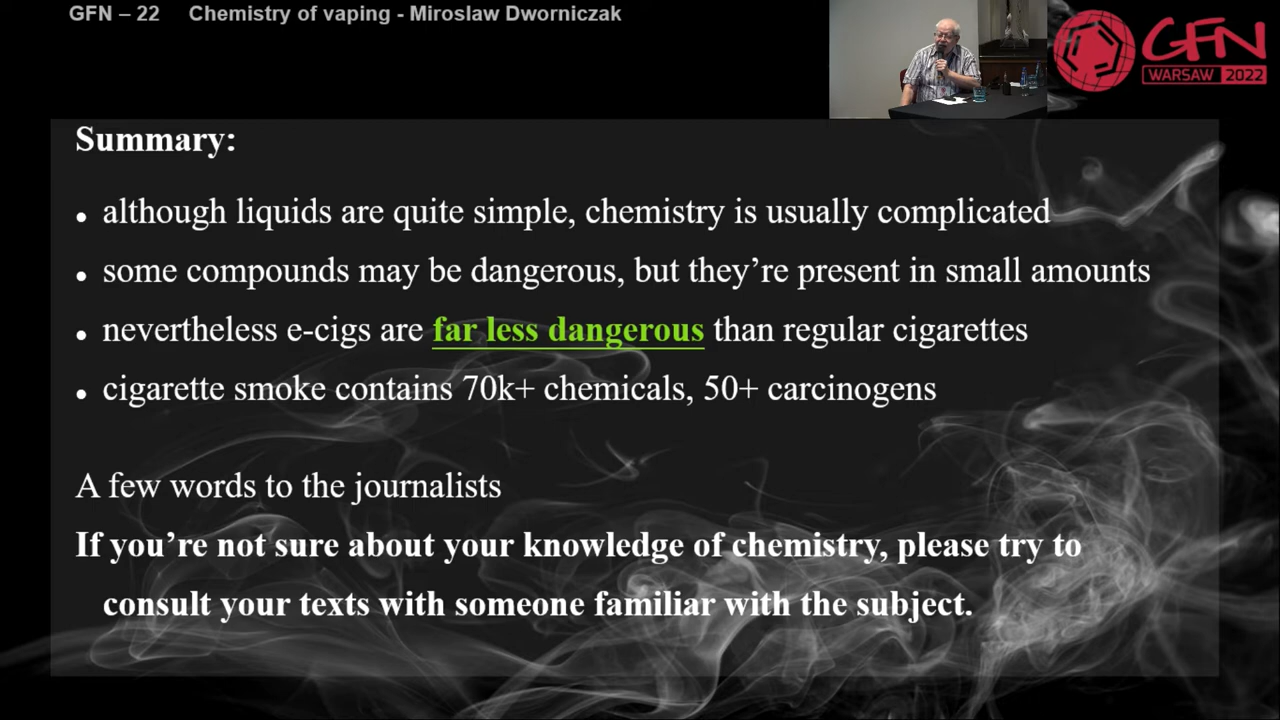 GFN – 22 Chemistry of vaping - Miroslaw Dworniczak
GFN
WARSAW 2022
Summary:
• although liquids are quite simple, chemistry is usually complicated
• some compounds may be dangerous, but they’re present in small amounts
• nevertheless e-cigs are far less dangerous than regular cigarettes
• cigarette smoke contains 70k+ chemicals, 50+ carcinogens
A few words to the journalists
If you’re not sure about your knowledge of chemistry, please try to
consult your texts with someone familiar with the subject.